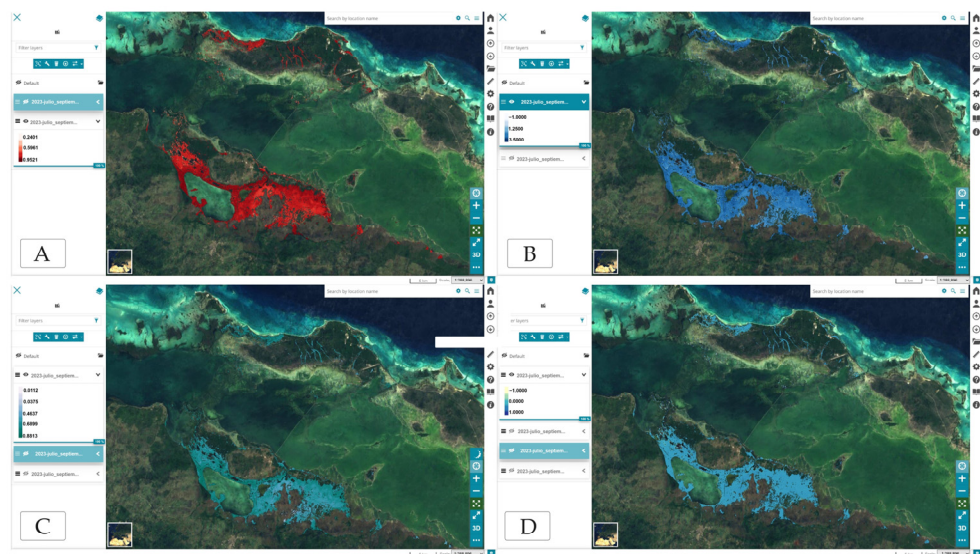 Search by location name
Filter layers
Default
2023-julio_septiem...
2023-julio_septiem...
0.2401
0.5961
0.9521
3D
A
Search by location name
Filter layers
Default
2023-julio_septiem...
-1.0000
1.2500
2023-julio_septiem...
3D
B
Search by location name
Filter layers
Default
2023-julio_septiem...
0.0112
0.0375
0.4637
0.6899
0.8813
2023-julio_septiem...
2023-julio_septiem...
3D
C
Search by location name
er layers
Default
2023-julio_septiem...
-1.0000
0.0000
1.0000
2023-julio_septiem...
2023-julio_septiem...
2023-julio_septiem...
3D
D